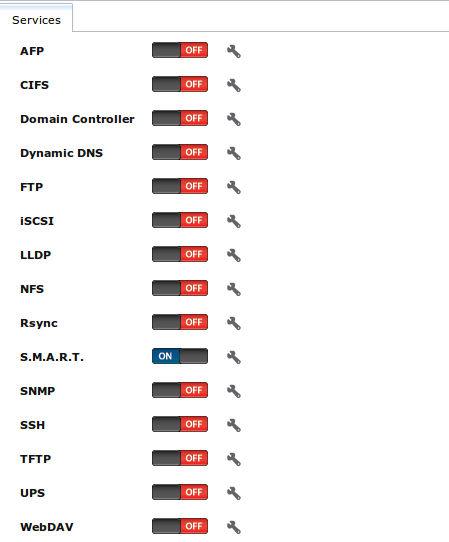 Services
AFP OFF
CIFS OFF
Domain Controller OFF
Dynamic DNS OFF
FTP OFF
iSCSI OFF
LLDP OFF
NFS OFF
Rsync OFF
S.M.A.R.T. ON
SNMP OFF
SSH OFF
TFTP OFF
UPS OFF
WebDAV OFF